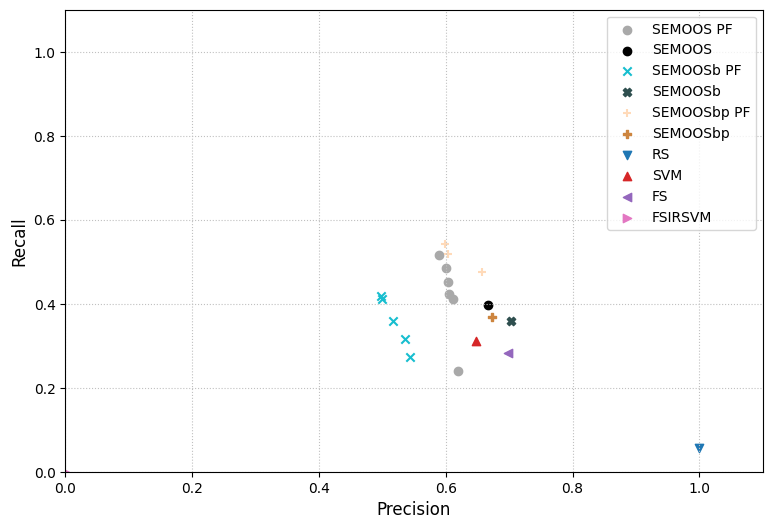 SEMOOS PF
SEMOOS
SEMOOSb PF
SEMOOSb
SEMOOSbp PF
SEMOOSbp
RS
SVM
FS
FSIRSVM
1.0
0.8
0.6
0.4
0.2
0.0
Recall
0.0 0.2 0.4 0.6 0.8 1.0
Precision